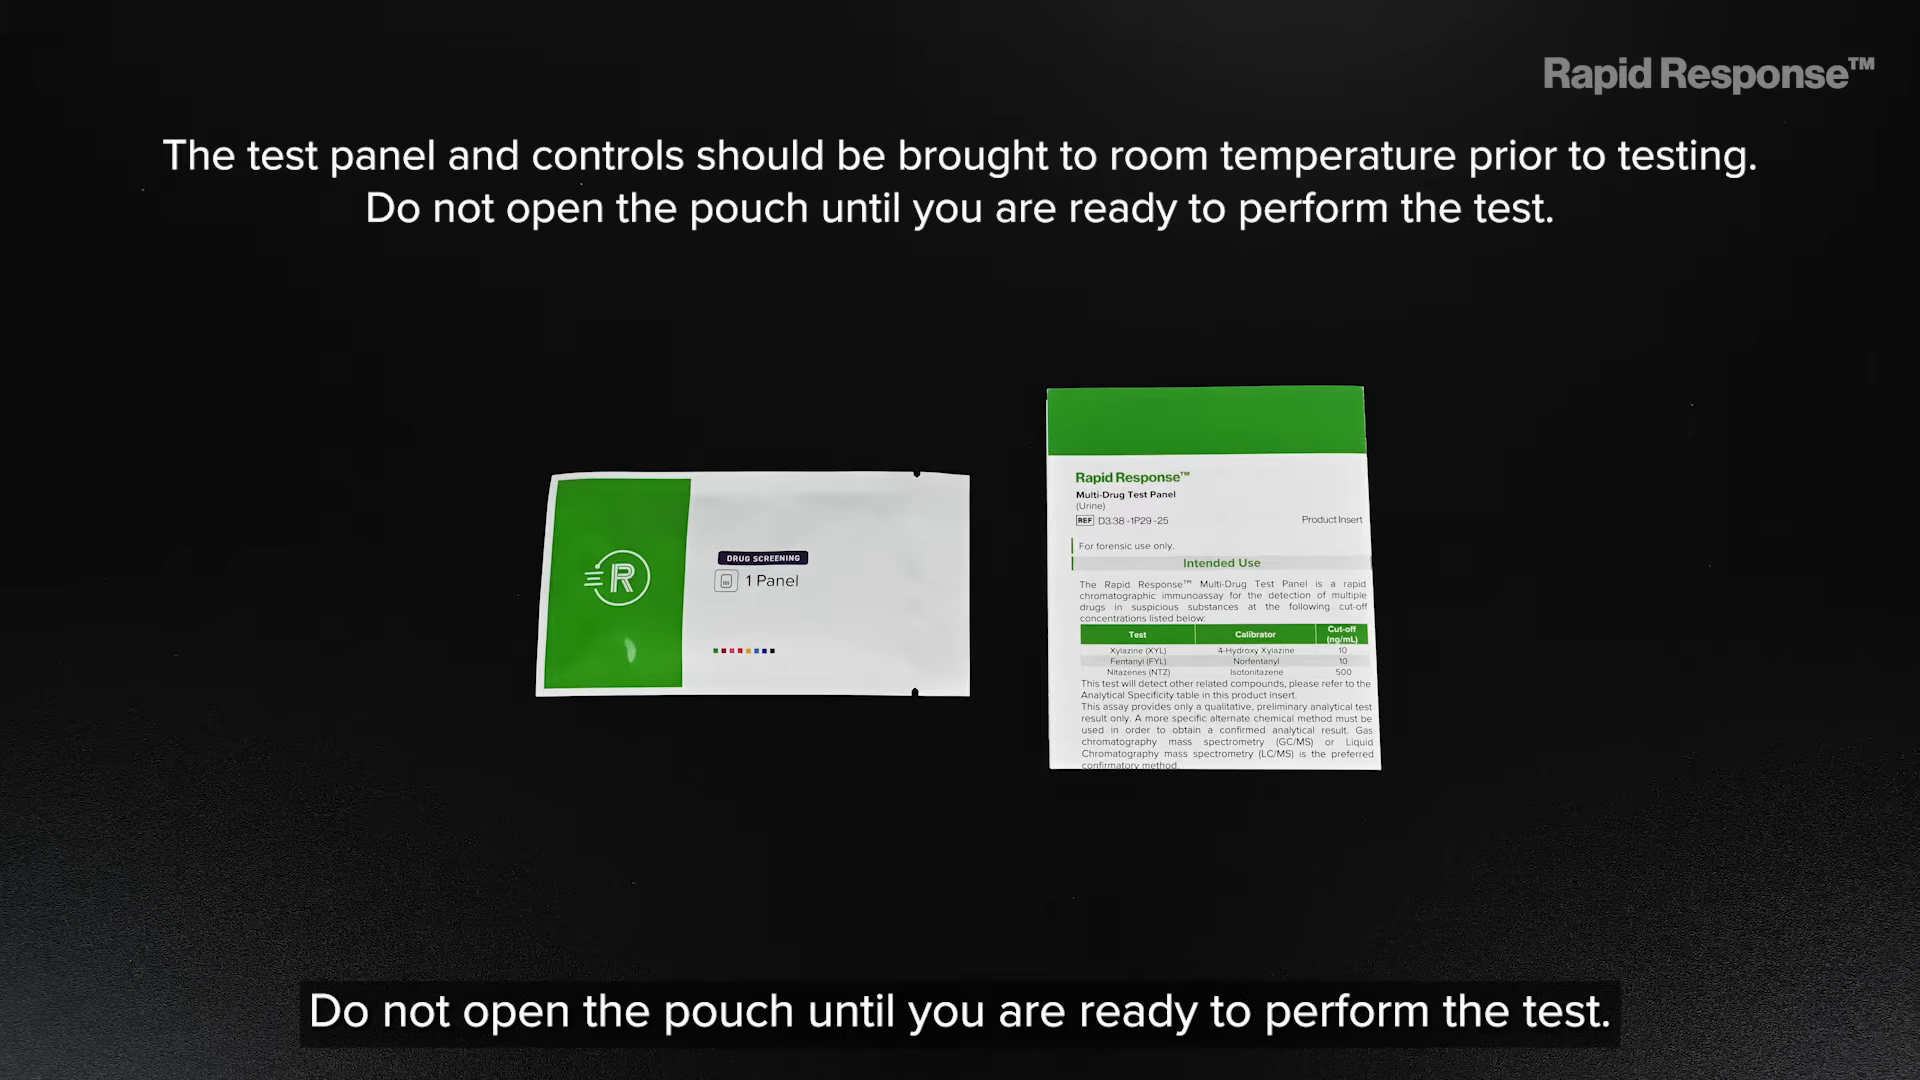 Rapid Response™
The test panel and controls should be brought to room temperature prior to testing.
Do not open the pouch until you are ready to perform the test.
R
DRUG SCREENING
1 Panel
Rapid Response™
Multi-Drug Test Panel
(Urine)
REF D3.38 -1P29 -25
Product Insert
For forensic use only.
Intended Use
The Rapid Response™ Multi-Drug Test Panel is a rapid
chromatographic immunoassay for the detection of multiple
drugs in suspicious substances at the following cut-off
concentrations listed below:
Test Calibrator Cut-off (ng/mL)
Xylazine (XYL) 4-Hydroxy Xylazine 10
Fentanyl (FYL) Norfentanyl 10
Nitazenes (NTZ) Isotonitazene 500
This test will detect other related compounds, please refer to the
Analytical Specificity table in this product insert.
This assay provides only a qualitative, preliminary analytical test
result only. A more specific alternate chemical method must be
used in order to obtain a confirmed analytical result. Gas
chromatography mass spectrometry (GC/MS) or Liquid
Chromatography mass spectrometry (LC/MS) is the preferred
confirmatory method.
Do not open the pouch until you are ready to perform the test.